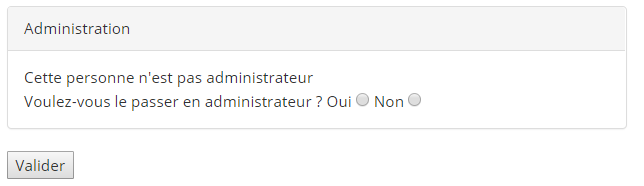 Administration
Cette personne n'est pas administrateur
Voulez-vous le passer en administrateur ? Oui Non
Valider